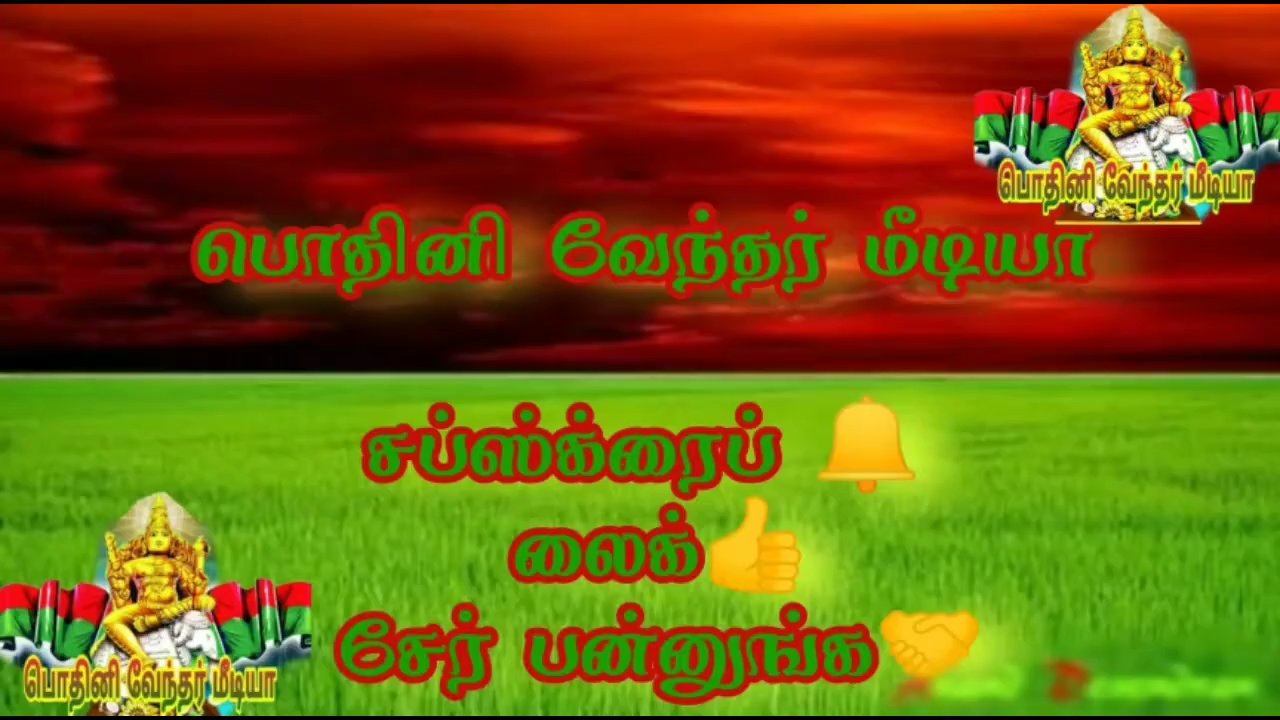 பொதினி வேந்தர் மீடியா
பொதினி வேந்தர் மீடியா
சப்ஸ்க்ரைப் 🔔
லைக்👍
சேர் பன்னுங்க🤝
பொதினி வேந்தர் மீடியா